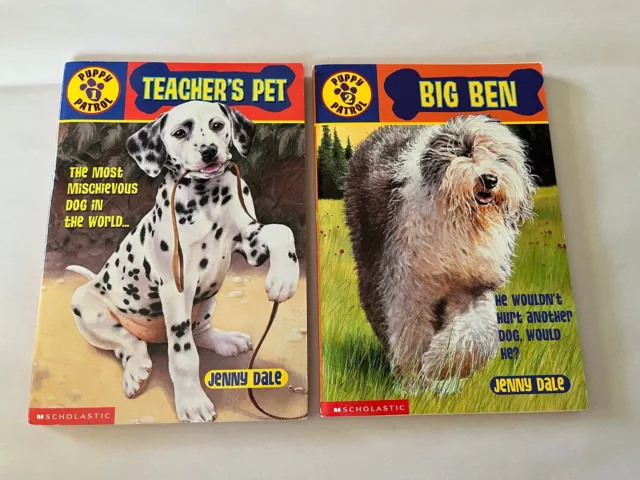 PUPPY
1
PATROL
TEACHER'S PET
THE MOST
MISCHIEVOUS
DOG IN
THE WORLD...
JENNY DALE
SCHOLASTIC
PUPPY
2
PATROL
BIG BEN
HE WOULDN'T
HURT ANOTHER
DOG, WOULD
HE?
JENNY DALE
SCHOLASTIC